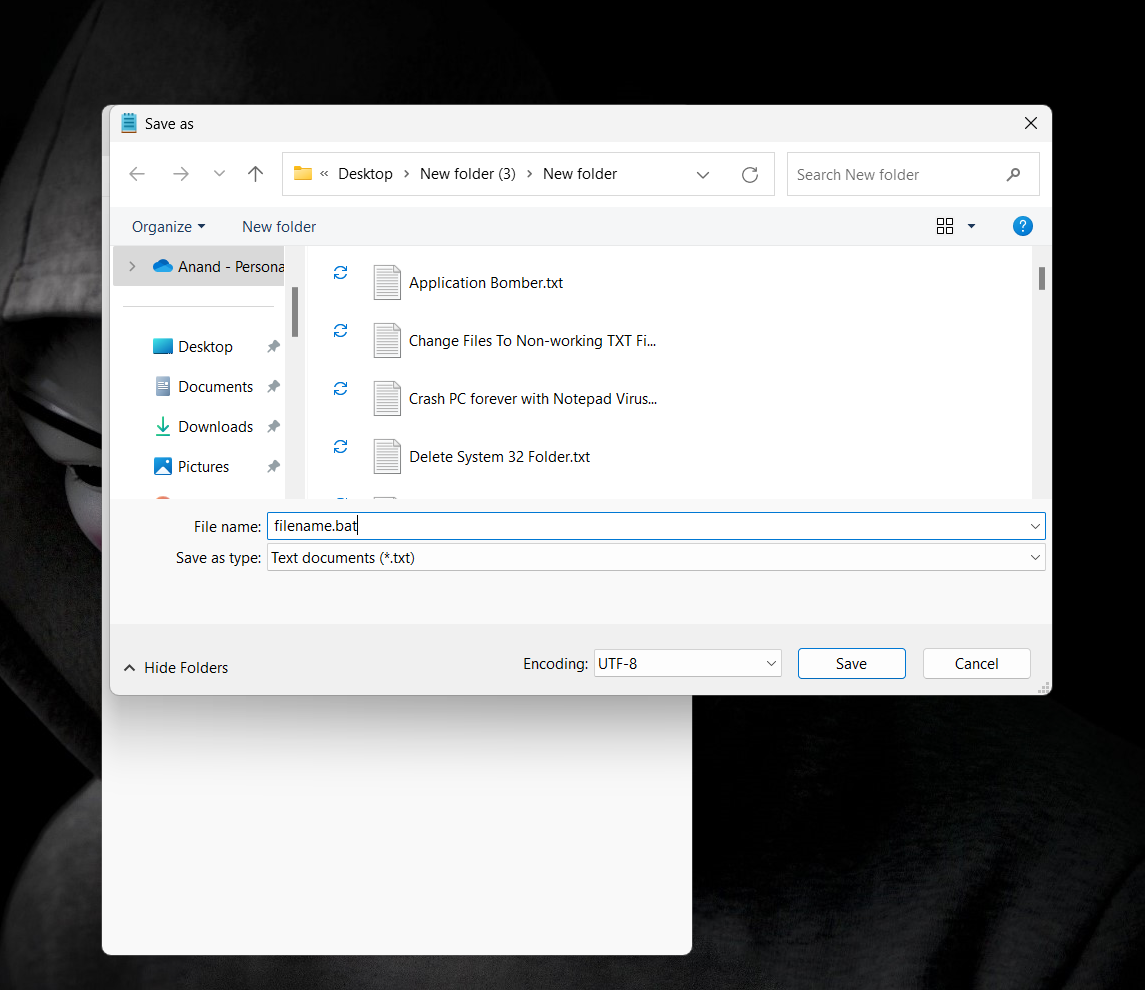 Save as
« Desktop > New folder (3) > New folder
Search New folder
Organize
New folder
?
Anand - Persona
Desktop
Documents
Downloads
Pictures
Application Bomber.txt
Change Files To Non-working TXT Fi...
Crash PC forever with Notepad Virus...
Delete System 32 Folder.txt
File name: filename.bat
Save as type: Text documents (*.txt)
Hide Folders
Encoding: UTF-8
Save
Cancel